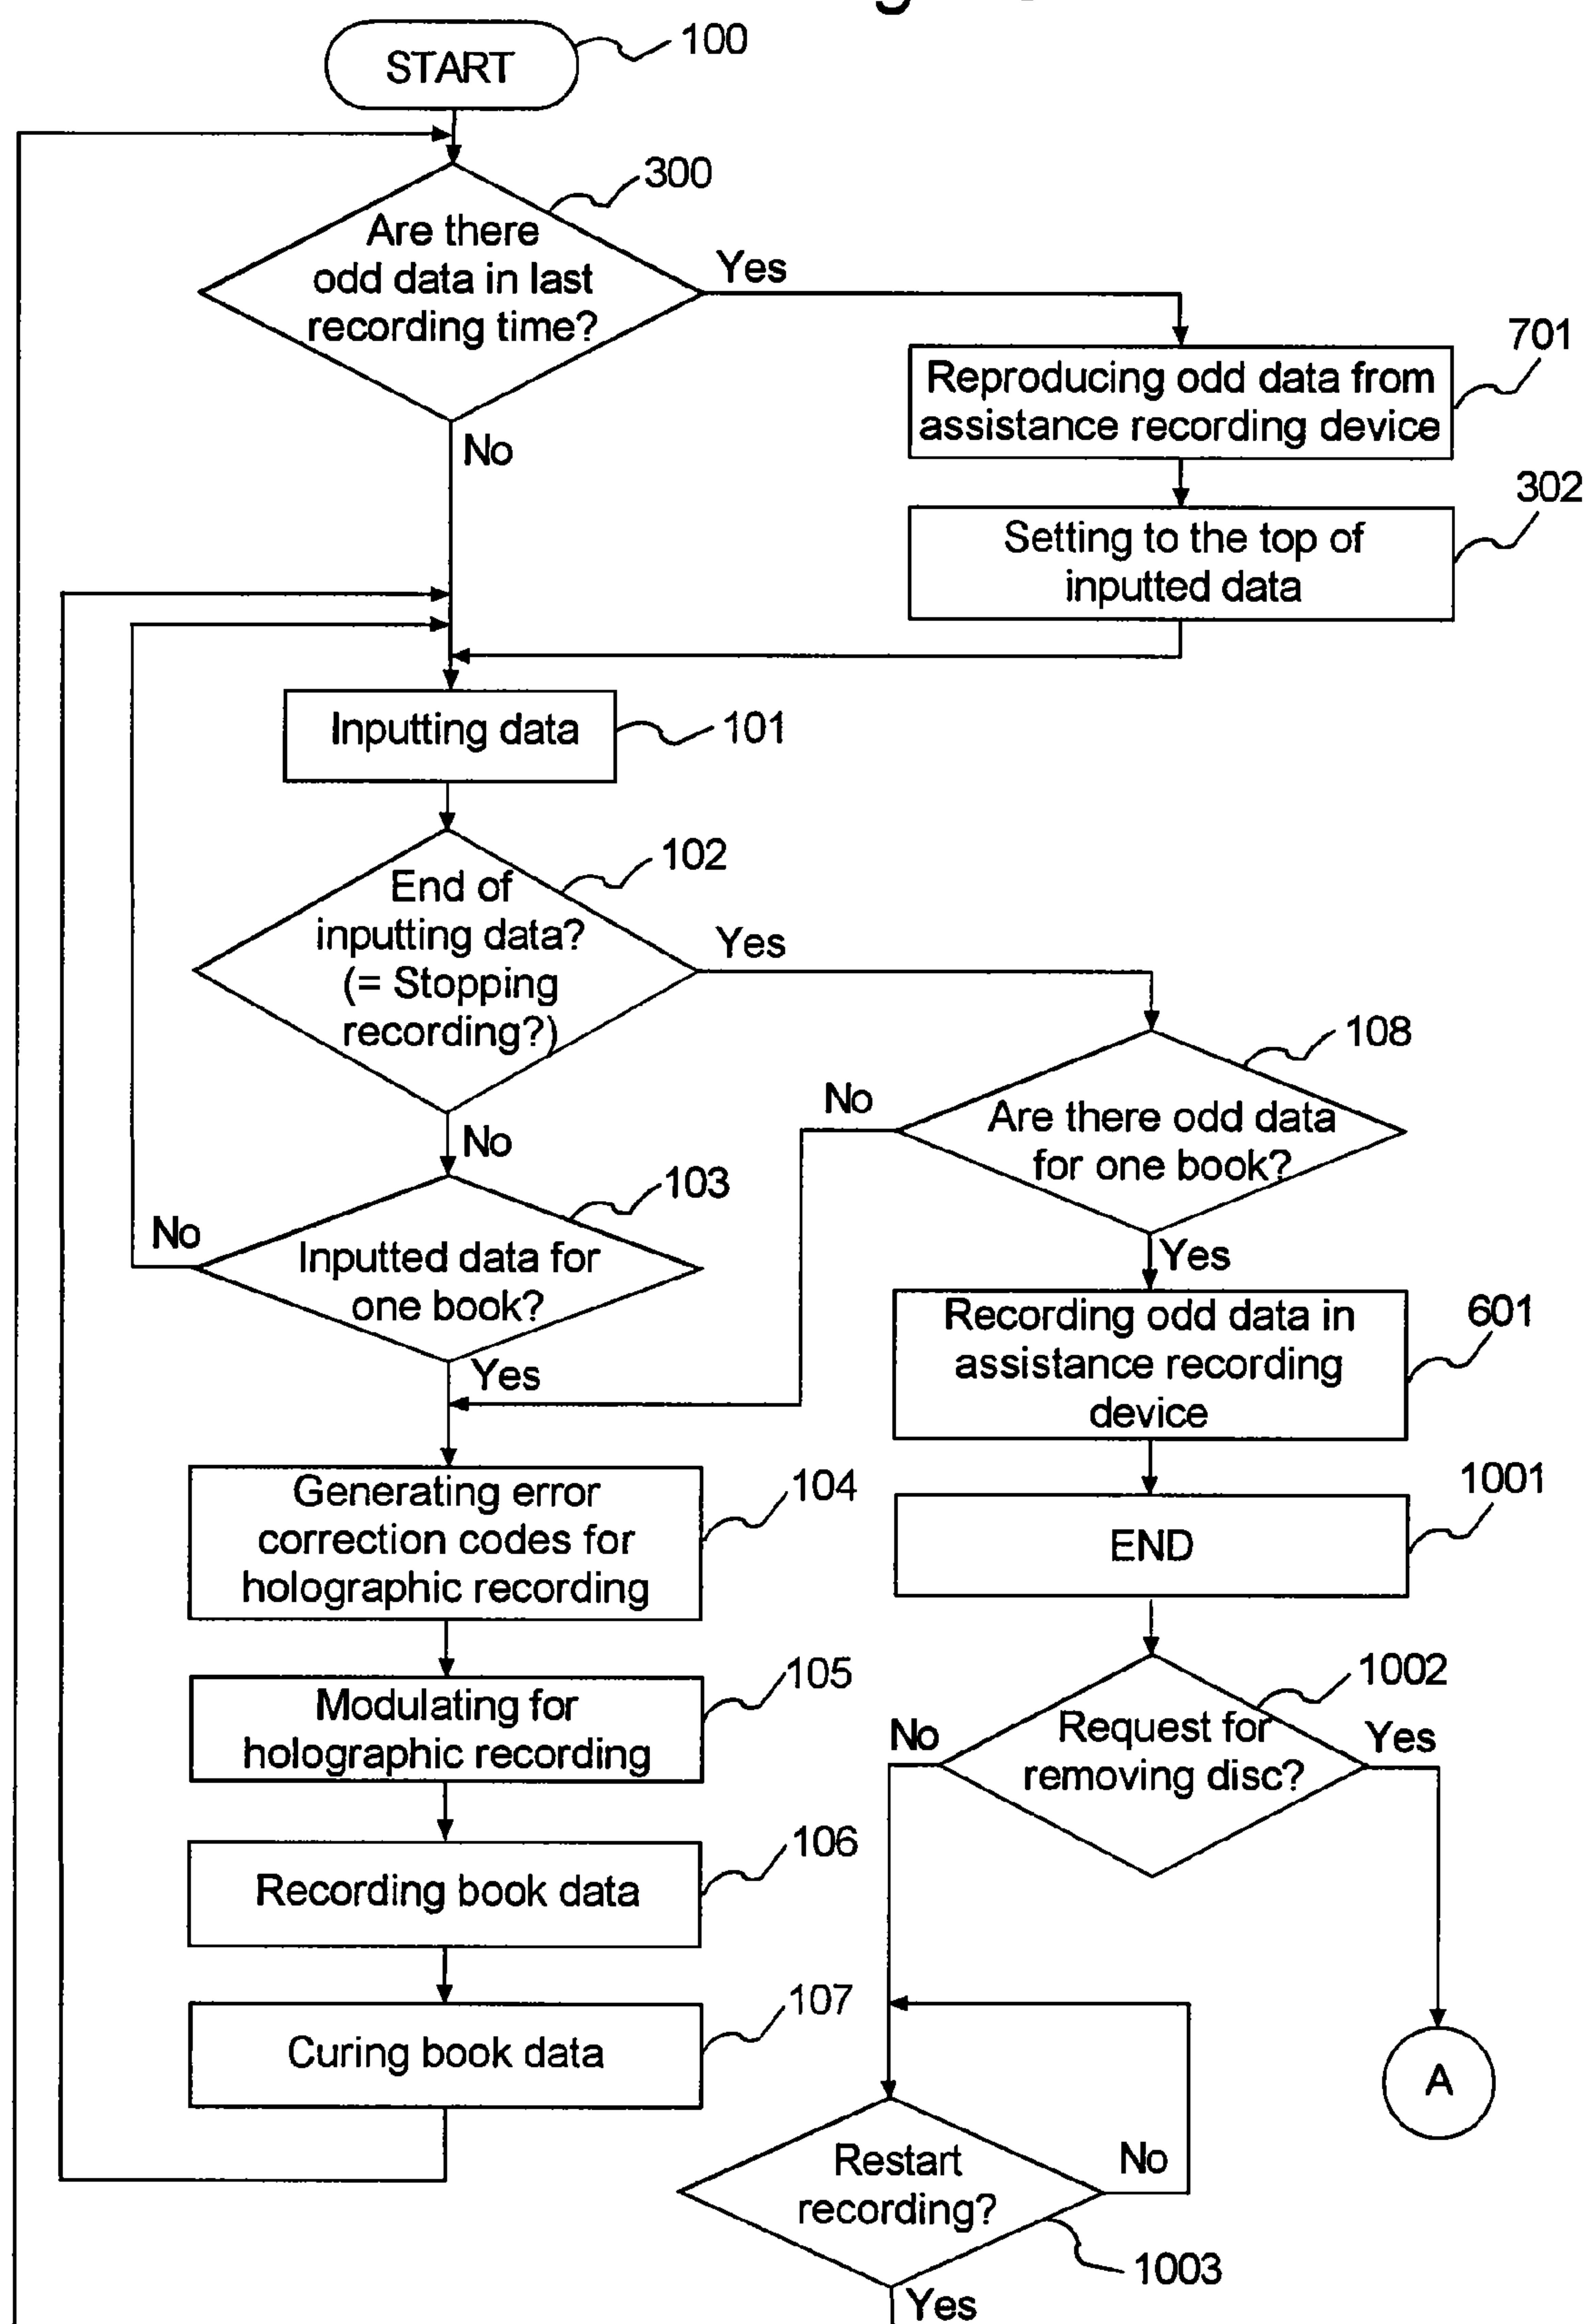 START
100
300
Are there
odd data in last
recording time?
Yes
No
701
Reproducing odd data from
assistance recording device
302
Setting to the top of
inputted data
Inputting data
101
102
End of
inputting data?
(= Stopping
recording?)
Yes
No
108
Are there odd data
for one book?
No
Yes
103
Inputted data for
one book?
No
Yes
601
Recording odd data in
assistance recording
device
104
Generating error
correction codes for
holographic recording
1001
END
105
Modulating for
holographic recording
1002
Request for
removing disc?
No
Yes
106
Recording book data
107
Curing book data
A
Restart
recording?
No
1003
Yes